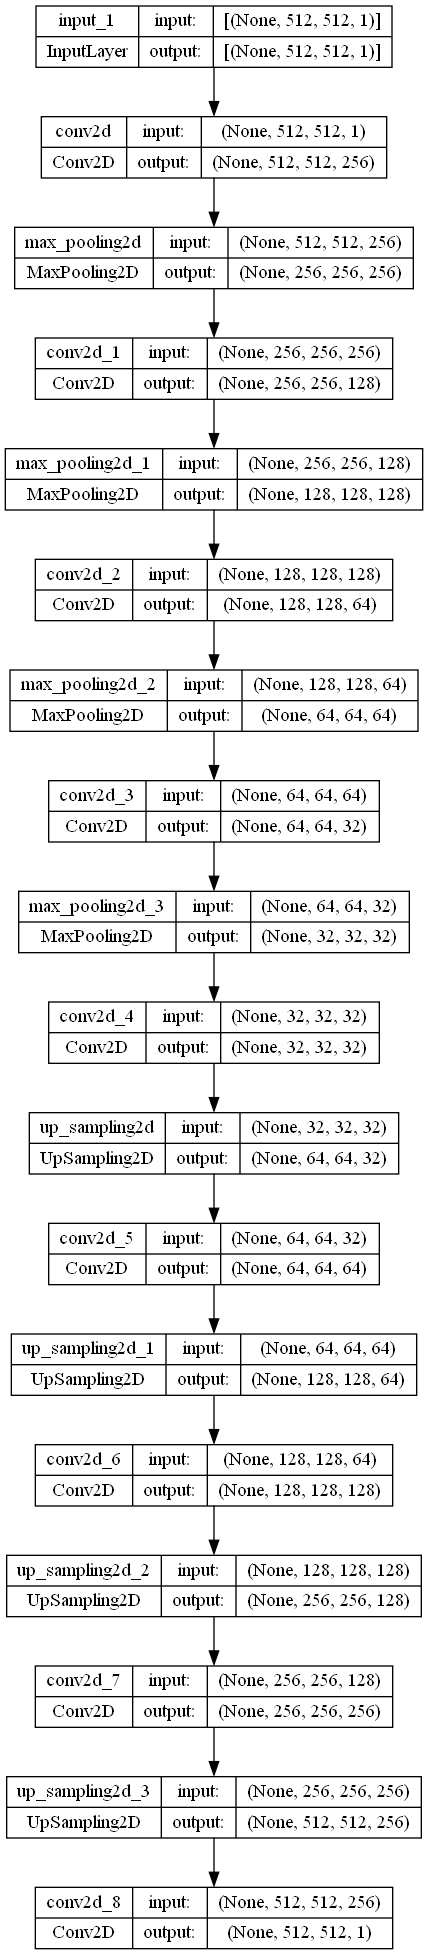 input_1 input: [(None, 512, 512, 1)]
InputLayer output: [(None, 512, 512, 1)]
conv2d input: (None, 512, 512, 1)
Conv2D output: (None, 512, 512, 256)
max_pooling2d input: (None, 512, 512, 256)
MaxPooling2D output: (None, 256, 256, 256)
conv2d_1 input: (None, 256, 256, 256)
Conv2D output: (None, 256, 256, 128)
max_pooling2d_1 input: (None, 256, 256, 128)
MaxPooling2D output: (None, 128, 128, 128)
conv2d_2 input: (None, 128, 128, 128)
Conv2D output: (None, 128, 128, 64)
max_pooling2d_2 input: (None, 128, 128, 64)
MaxPooling2D output: (None, 64, 64, 64)
conv2d_3 input: (None, 64, 64, 64)
Conv2D output: (None, 64, 64, 32)
max_pooling2d_3 input: (None, 64, 64, 32)
MaxPooling2D output: (None, 32, 32, 32)
conv2d_4 input: (None, 32, 32, 32)
Conv2D output: (None, 32, 32, 32)
up_sampling2d input: (None, 32, 32, 32)
UpSampling2D output: (None, 64, 64, 32)
conv2d_5 input: (None, 64, 64, 32)
Conv2D output: (None, 64, 64, 64)
up_sampling2d_1 input: (None, 64, 64, 64)
UpSampling2D output: (None, 128, 128, 64)
conv2d_6 input: (None, 128, 128, 64)
Conv2D output: (None, 128, 128, 128)
up_sampling2d_2 input: (None, 128, 128, 128)
UpSampling2D output: (None, 256, 256, 128)
conv2d_7 input: (None, 256, 256, 128)
Conv2D output: (None, 256, 256, 256)
up_sampling2d_3 input: (None, 256, 256, 256)
UpSampling2D output: (None, 512, 512, 256)
conv2d_8 input: (None, 512, 512, 256)
Conv2D output: (None, 512, 512, 1)